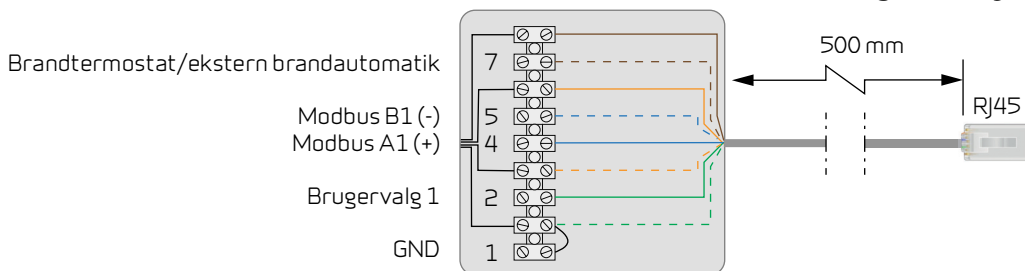 500 mm
Brandtermostat/ekstern brandautomatik 7
RJ45
Modbus B1 (-) 5
Modbus A1 (+) 4
Brugervalg 1 2
GND 1